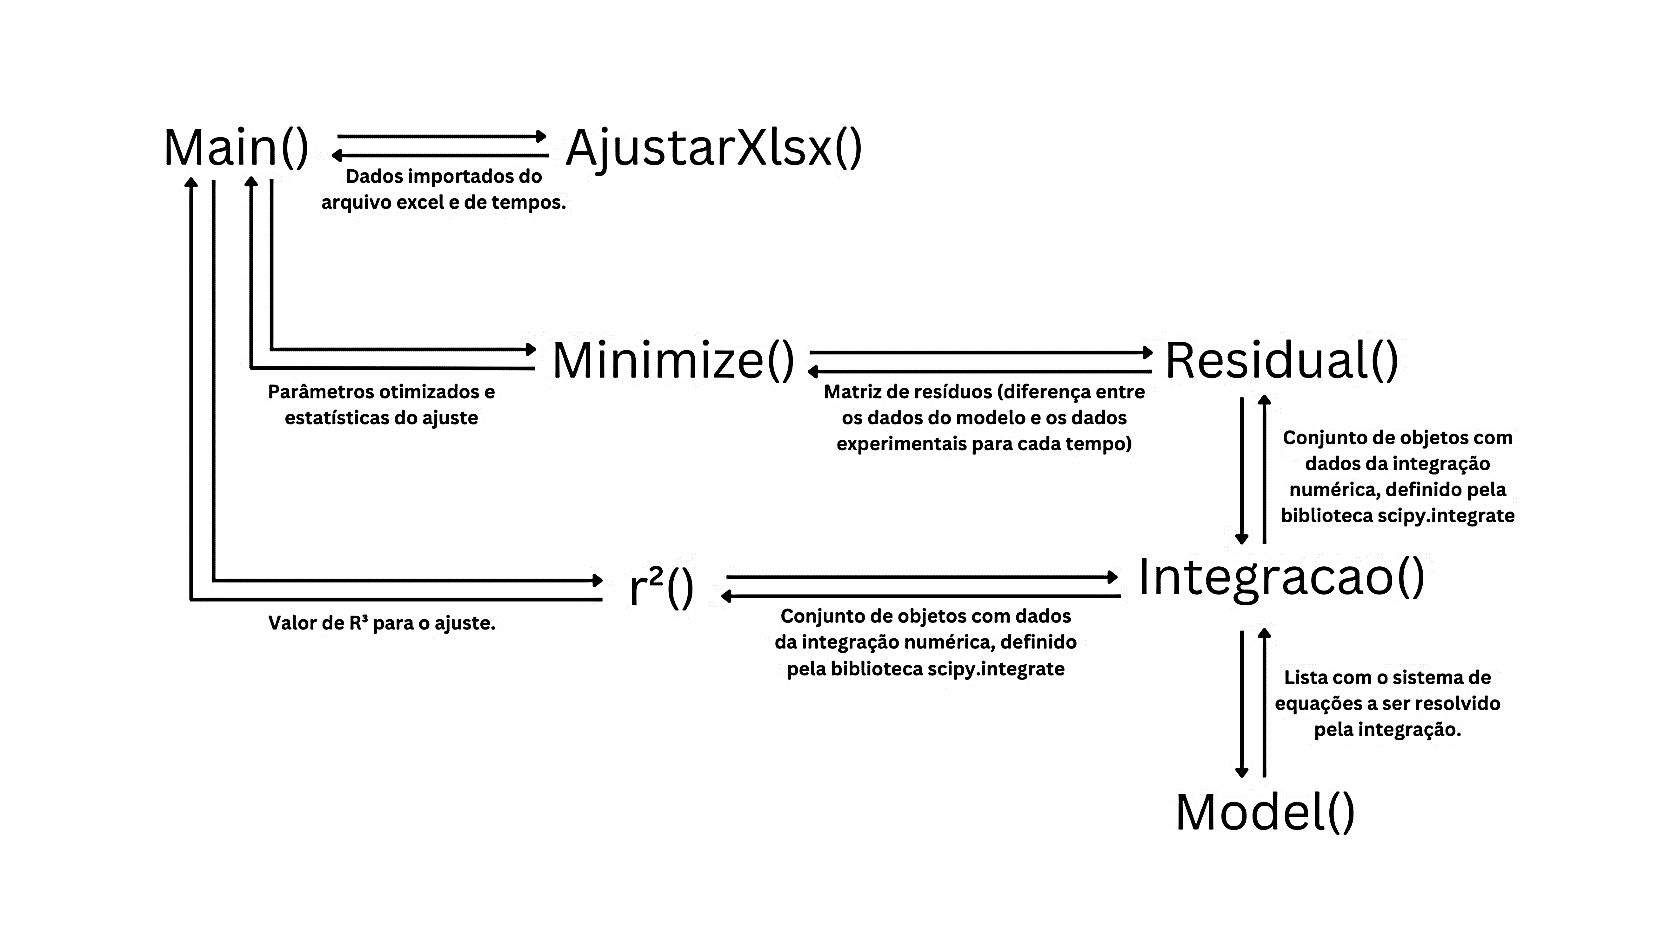 Main()
AjustarXlsx()
Dados importados do
arquivo excel e de tempos.
Minimize()
Residual()
Parâmetros otimizados e
estatísticas do ajuste
Matriz de resíduos (diferença entre
os dados do modelo e os dados
experimentais para cada tempo)
Conjunto de objetos com
dados da integração
numérica, definido pela
biblioteca scipy.integrate
r²()
Integracao()
Valor de R³ para o ajuste.
Conjunto de objetos com dados
da integração numérica, definido
pela biblioteca scipy.integrate
Lista com o sistema de
equações a ser resolvido
pela integração.
Model()